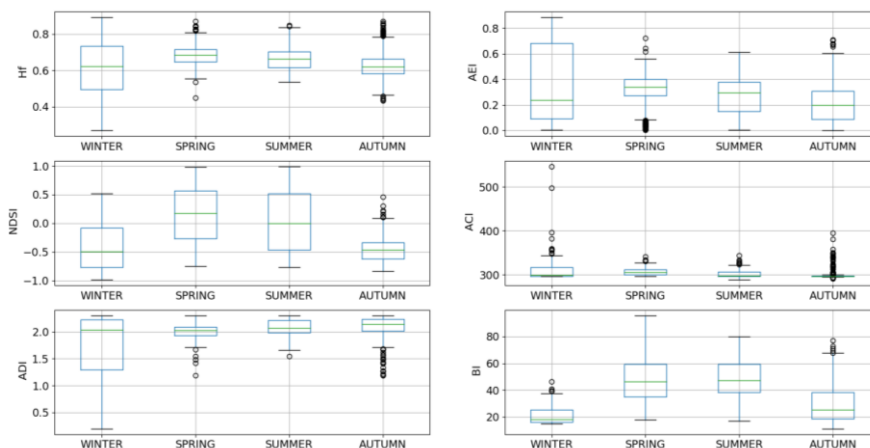 Hf
0.8
0.6
0.4
WINTER SPRING SUMMER AUTUMN
AEI
0.8
0.6
0.4
0.2
0.0
WINTER SPRING SUMMER AUTUMN
NDSI
1.0
0.5
0.0
−0.5
−1.0
WINTER SPRING SUMMER AUTUMN
ACI
500
400
300
WINTER SPRING SUMMER AUTUMN
ADI
2.0
1.5
1.0
0.5
WINTER SPRING SUMMER AUTUMN
BI
80
60
40
20
WINTER SPRING SUMMER AUTUMN